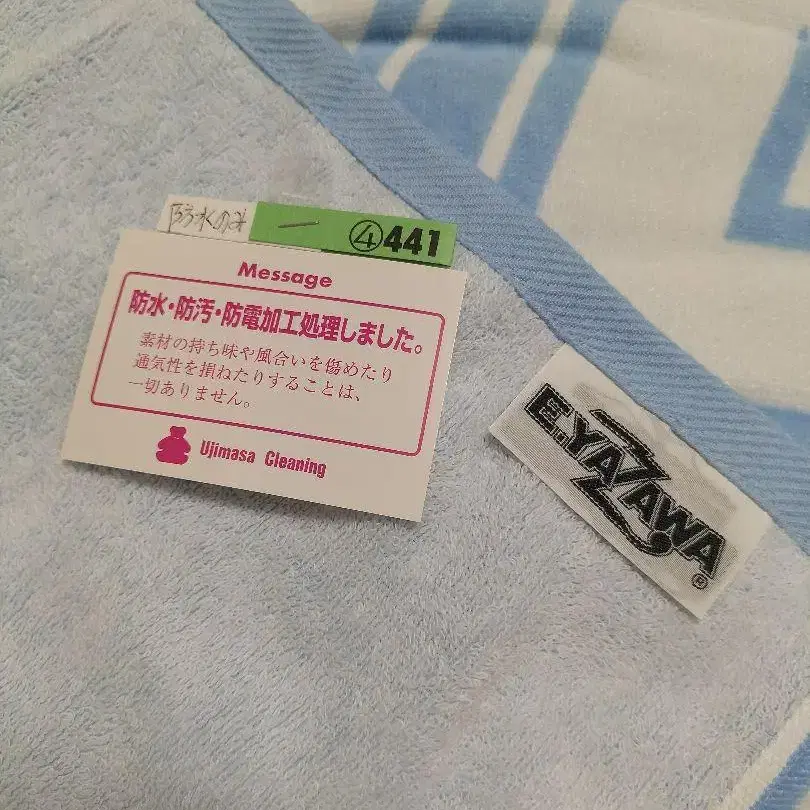 防水のみ
④441
Message
防水・防汚・防電加工処理しました。
素材の持ち味や風合いを傷めたり
通気性を損ねたりすることは、
一切ありません。
Ujimasa Cleaning
E.YAZAWA
®